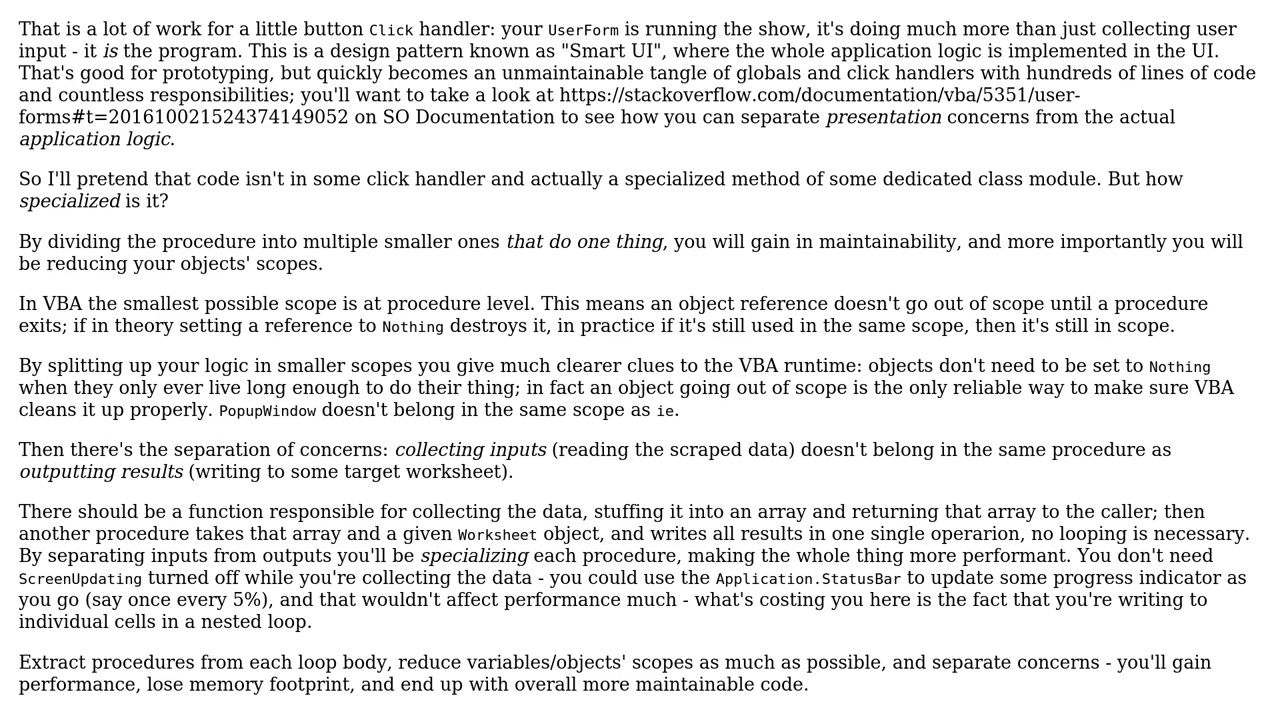 That is a lot of work for a little button Click handler: your UserForm is running the show, it's doing much more than just collecting user
input - it is the program. This is a design pattern known as "Smart UI", where the whole application logic is implemented in the UI.
That's good for prototyping, but quickly becomes an unmaintainable tangle of globals and click handlers with hundreds of lines of code
and countless responsibilities; you'll want to take a look at https://stackoverflow.com/documentation/vba/5351/user-
forms#t=201610021524374149052 on SO Documentation to see how you can separate presentation concerns from the actual
application logic.
So I'll pretend that code isn't in some click handler and actually a specialized method of some dedicated class module. But how
specialized is it?
By dividing the procedure into multiple smaller ones that do one thing, you will gain in maintainability, and more importantly you will
be reducing your objects' scopes.
In VBA the smallest possible scope is at procedure level. This means an object reference doesn't go out of scope until a procedure
exits; if in theory setting a reference to Nothing destroys it, in practice if it's still used in the same scope, then it's still in scope.
By splitting up your logic in smaller scopes you give much clearer clues to the VBA runtime: objects don't need to be set to Nothing
when they only ever live long enough to do their thing; in fact an object going out of scope is the only reliable way to make sure VBA
cleans it up properly. PopupWindow doesn't belong in the same scope as ie.
Then there's the separation of concerns: collecting inputs (reading the scraped data) doesn't belong in the same procedure as
outputting results (writing to some target worksheet).
There should be a function responsible for collecting the data, stuffing it into an array and returning that array to the caller; then
another procedure takes that array and a given Worksheet object, and writes all results in one single operarion, no looping is necessary.
By separating inputs from outputs you'll be specializing each procedure, making the whole thing more performant. You don't need
ScreenUpdating turned off while you're collecting the data - you could use the Application.StatusBar to update some progress indicator as
you go (say once every 5%), and that wouldn't affect performance much - what's costing you here is the fact that you're writing to
individual cells in a nested loop.
Extract procedures from each loop body, reduce variables/objects' scopes as much as possible, and separate concerns - you'll gain
performance, lose memory footprint, and end up with overall more maintainable code.